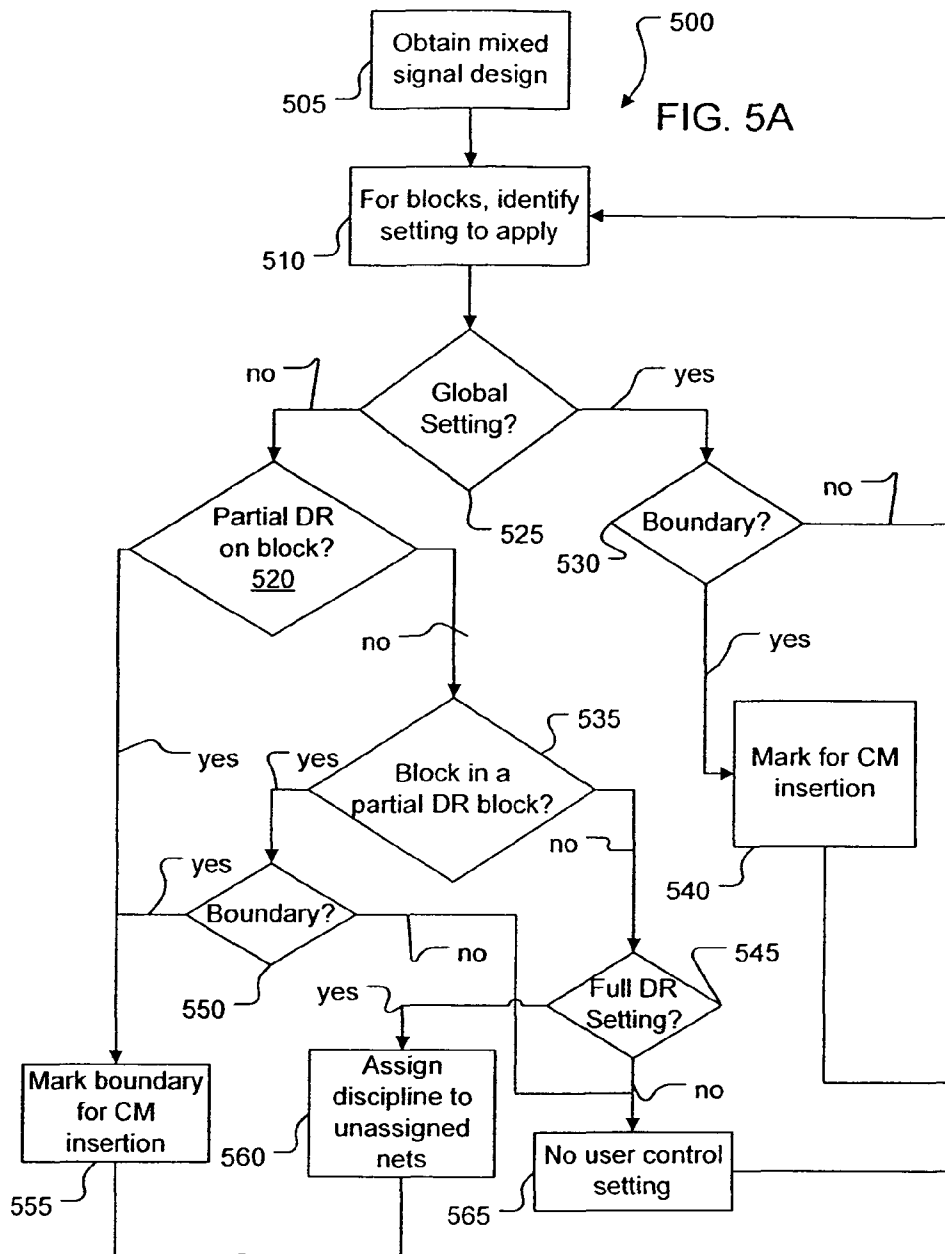 Obtain mixed
signal design
505
500
FIG. 5A
For blocks, identify
setting to apply
510
no
Global
Setting?
yes
525
Partial DR
on block?
520
Boundary?
530
no
no
yes
535
yes
yes
Block in a
partial DR block?
Mark for CM
insertion
540
no
yes
Boundary?
550
no
545
yes
Full DR
Setting?
no
Mark boundary
for CM
insertion
555
Assign
discipline to
unassigned
nets
560
No user control
setting
565